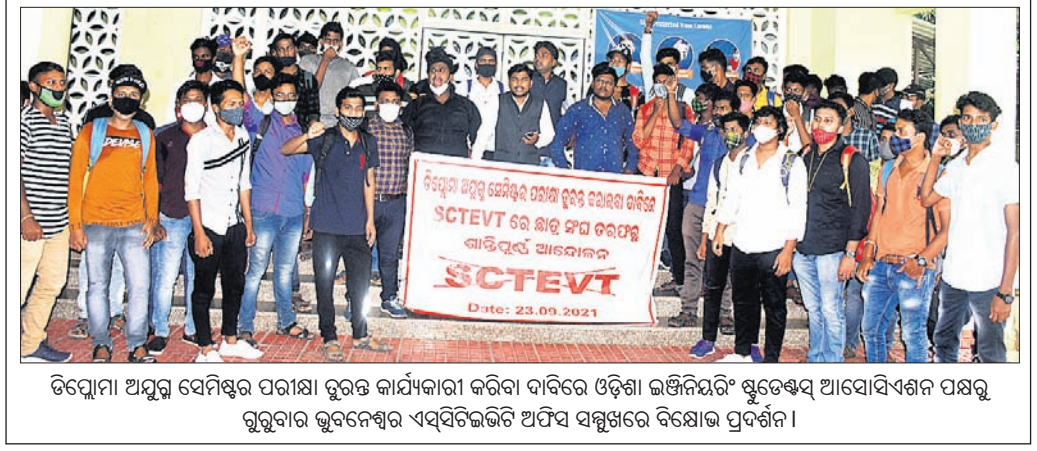 ଡିପ୍ଲୋମା ଅଯୁଗ୍ମ ସେମିଷ୍ଟର ପରୀକ୍ଷା ତୁରନ୍ତ କରାଇବା ଦାବିରେ
SCTEVT ରେ ଛାତ୍ର ସଂଘ ତରଫରୁ
ଶାନ୍ତିପୂର୍ଣ୍ଣ ଆନ୍ଦୋଳନ
SCTEVT
Date: 23.09.2021
ଡିପ୍ଲୋମା ଅଯୁଗ୍ମ ସେମିଷ୍ଟର ପରୀକ୍ଷା ତୁରନ୍ତ କାର୍ଯ୍ୟକାରୀ କରିବା ଦାବିରେ ଓଡ଼ିଶା ଇଞ୍ଜିନିୟରିଂ ଷ୍ଟୁଡେଣ୍ଟସ୍ ଆସୋସିଏଶନ ପକ୍ଷରୁ
ଗୁରୁବାର ଭୁବନେଶ୍ୱର ଏସ୍‌ସିଟିଇଭିଟି ଅଫିସ ସମ୍ମୁଖରେ ବିକ୍ଷୋଭ ପ୍ରଦର୍ଶନ।